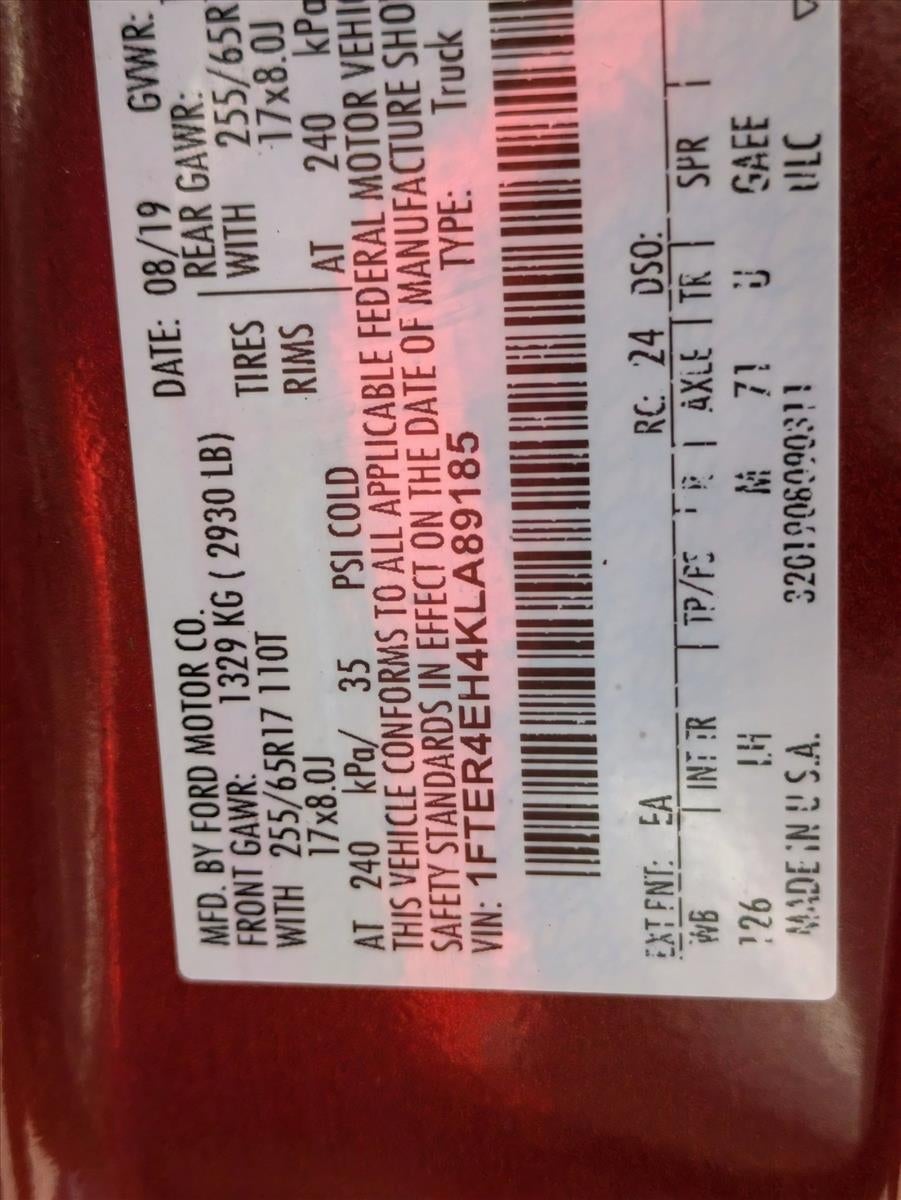 MFD. BY FORD MOTOR CO. DATE: 08/19 GVWR:
FRONT GAWR: 1329 KG ( 2930 LB) REAR GAWR:
WITH 255/65R17 110T TIRES WITH 255/65R
17x8.0J RIMS 17x8.0J
AT 240 kPa/ 35 PSI COLD AT 240 kPa
THIS VEHICLE CONFORMS TO ALL APPLICABLE FEDERAL MOTOR VEHI
SAFETY STANDARDS IN EFFECT ON THE DATE OF MANUFACTURE SHO
VIN: 1FTER4EH4KLA89185 TYPE: Truck
EXT PNT: EA RC: 24 DSO:
WB INT TR TP/PS R AXLE TR SPR
126 LH M 71 U GAEE
MADE IN U.S.A. ULC